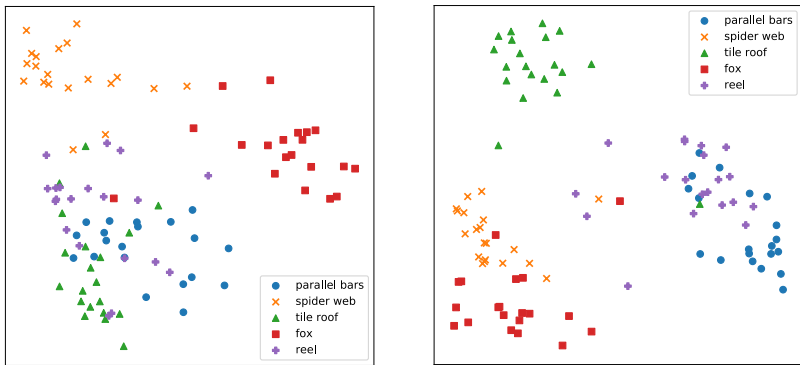 parallel bars
spider web
tile roof
fox
reel
parallel bars
spider web
tile roof
fox
reel